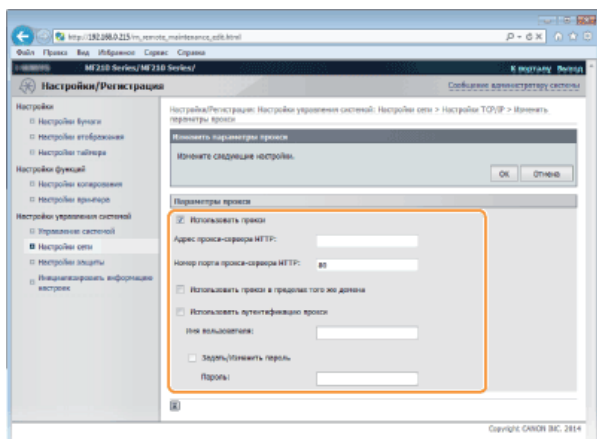 http://192.168.0.215/m_remote_maintenance_edit.html
Файл Правка Вид Избранное Сервис Справка
MF210 Series/MF210 Series/
К порталу Выход
Настройки/Регистрация
Сообщение администратору системы
Настройки
Настройки бумаги
Настройки отображения
Настройки таймера
Настройки функций
Настройки копирования
Настройки принтера
Настройки управления системой
Управление системой
Настройки сети
Настройки защиты
Инициализировать информацию настроек
Настройки/Регистрация: Настройки управления системой: Настройки сети > Настройки TCP/IP > Изменить
параметры прокси
Изменить параметры прокси
Измените следующие настройки.
OK Отмена
Параметры прокси
Использовать прокси
Адрес прокси-сервера HTTP:
Номер порта прокси-сервера HTTP: 80
Использовать прокси в пределах того же домена
Использовать аутентификацию прокси
Имя пользователя:
Задать/Изменить пароль
Пароль:
Copyright CANON INC. 2014